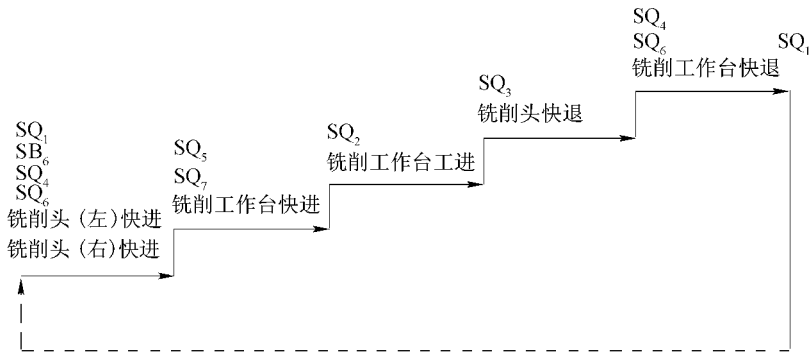 SQ₁
SB₆
SQ₄
SQ₆
铣削头（左）快进
铣削头（右）快进
SQ₅
SQ₇
铣削工作台快进
SQ₂
铣削工作台工进
SQ₃
铣削头快退
SQ₄
SQ₆
铣削工作台快退
SQ₁